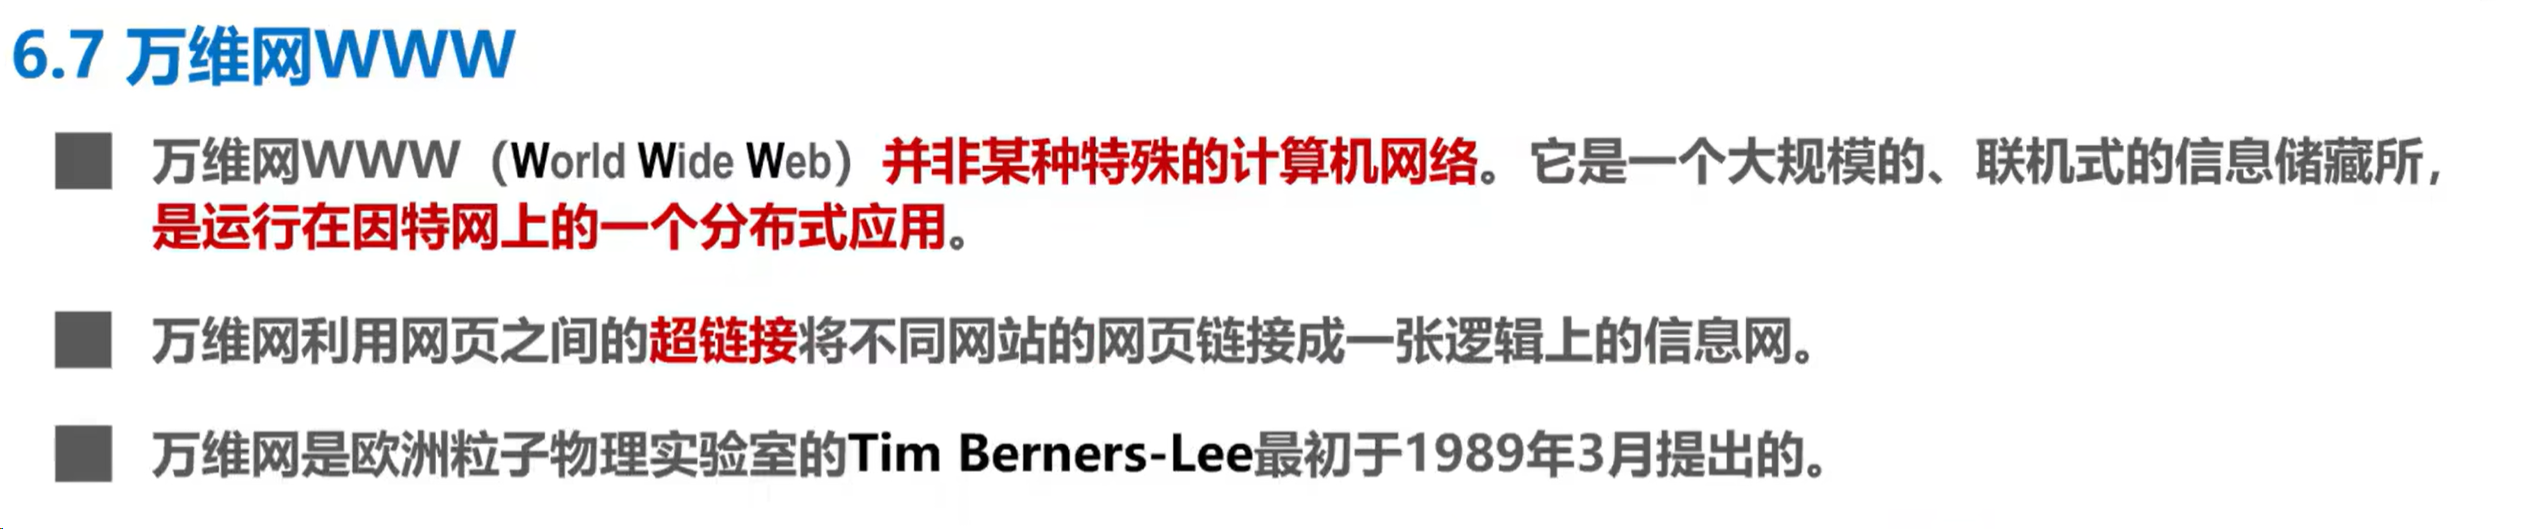 6.7 万维网WWW
万维网WWW（World Wide Web）并非某种特殊的计算机网络。它是一个大规模的、联机式的信息储藏所，
是运行在因特网上的一个分布式应用。
万维网利用网页之间的超链接将不同网站的网页链接成一张逻辑上的信息网。
万维网是欧洲粒子物理实验室的Tim Berners-Lee最初于1989年3月提出的。